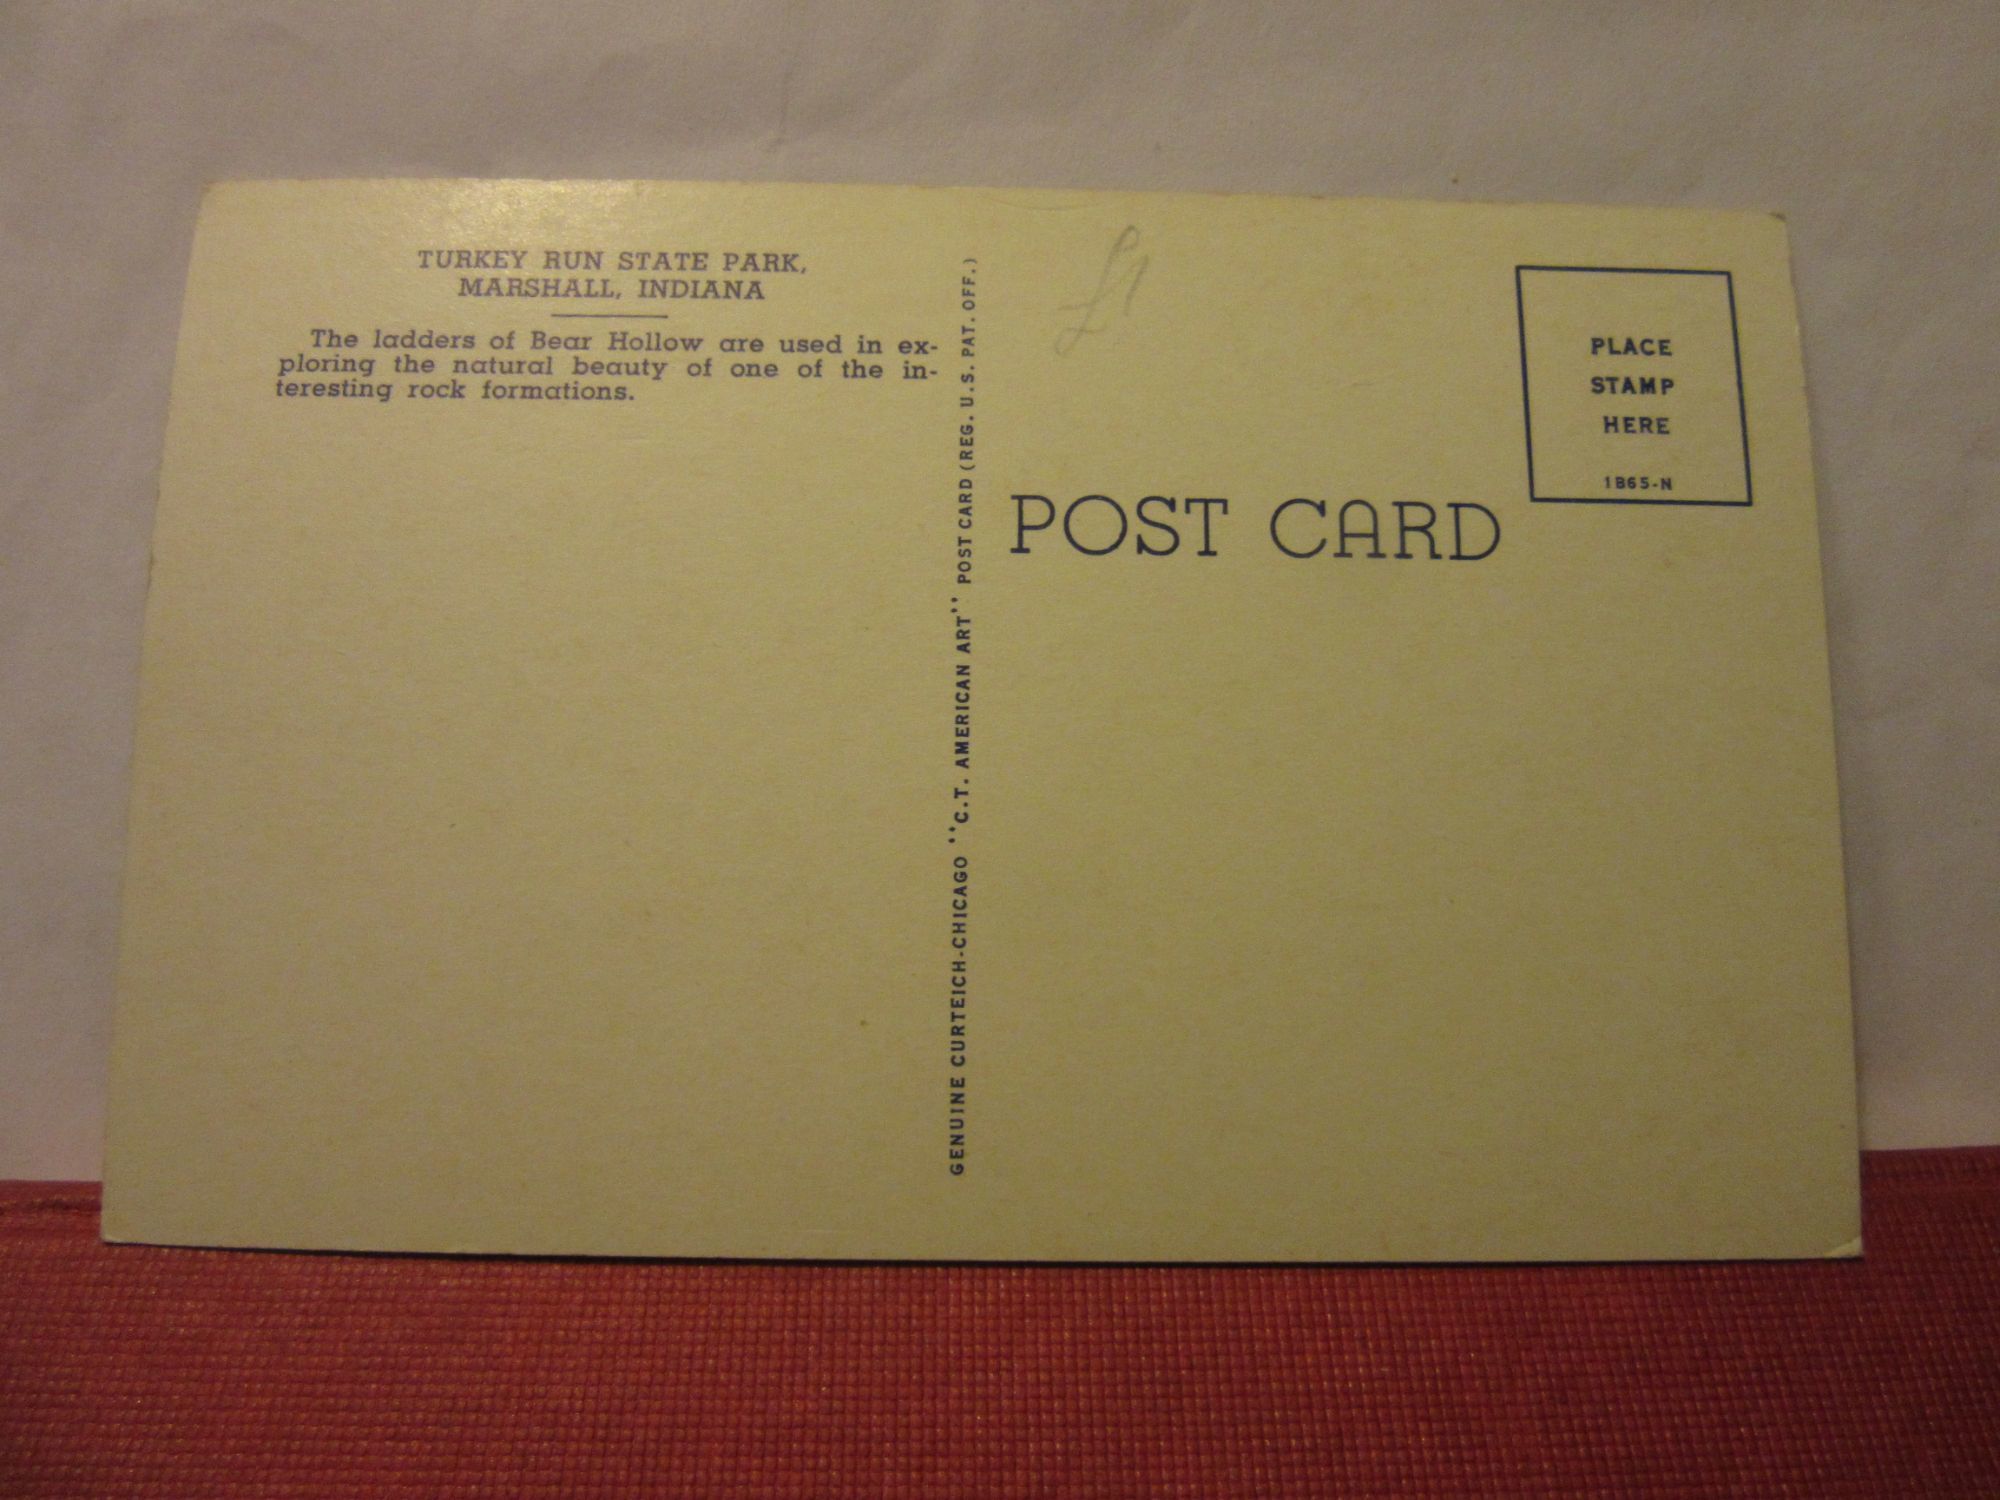 TURKEY RUN STATE PARK,
MARSHALL, INDIANA
The ladders of Bear Hollow are used in ex-
ploring the natural beauty of one of the in-
teresting rock formations.
GENUINE CURTEICH-CHICAGO "C.T. AMERICAN ART" POST CARD (REG. U.S. PAT. OFF.)
£1
POST CARD
PLACE
STAMP
HERE
1B65-N